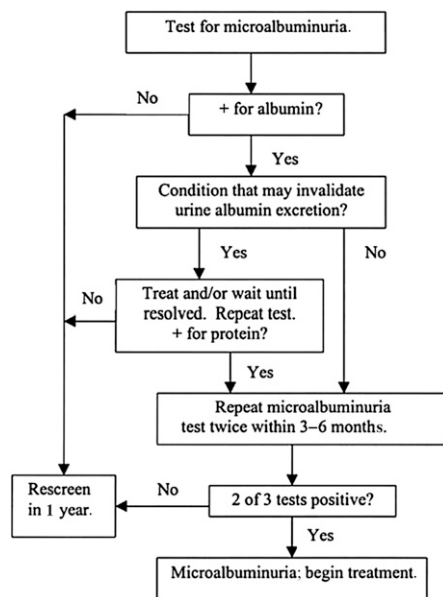 Test for microalbuminuria.
No
+ for albumin?
Yes
Condition that may invalidate
urine albumin excretion?
Yes
No
No
Treat and/or wait until
resolved. Repeat test.
+ for protein?
Yes
Repeat microalbuminuria
test twice within 3–6 months.
Rescreen
in 1 year.
No
2 of 3 tests positive?
Yes
Microalbuminuria; begin treatment.